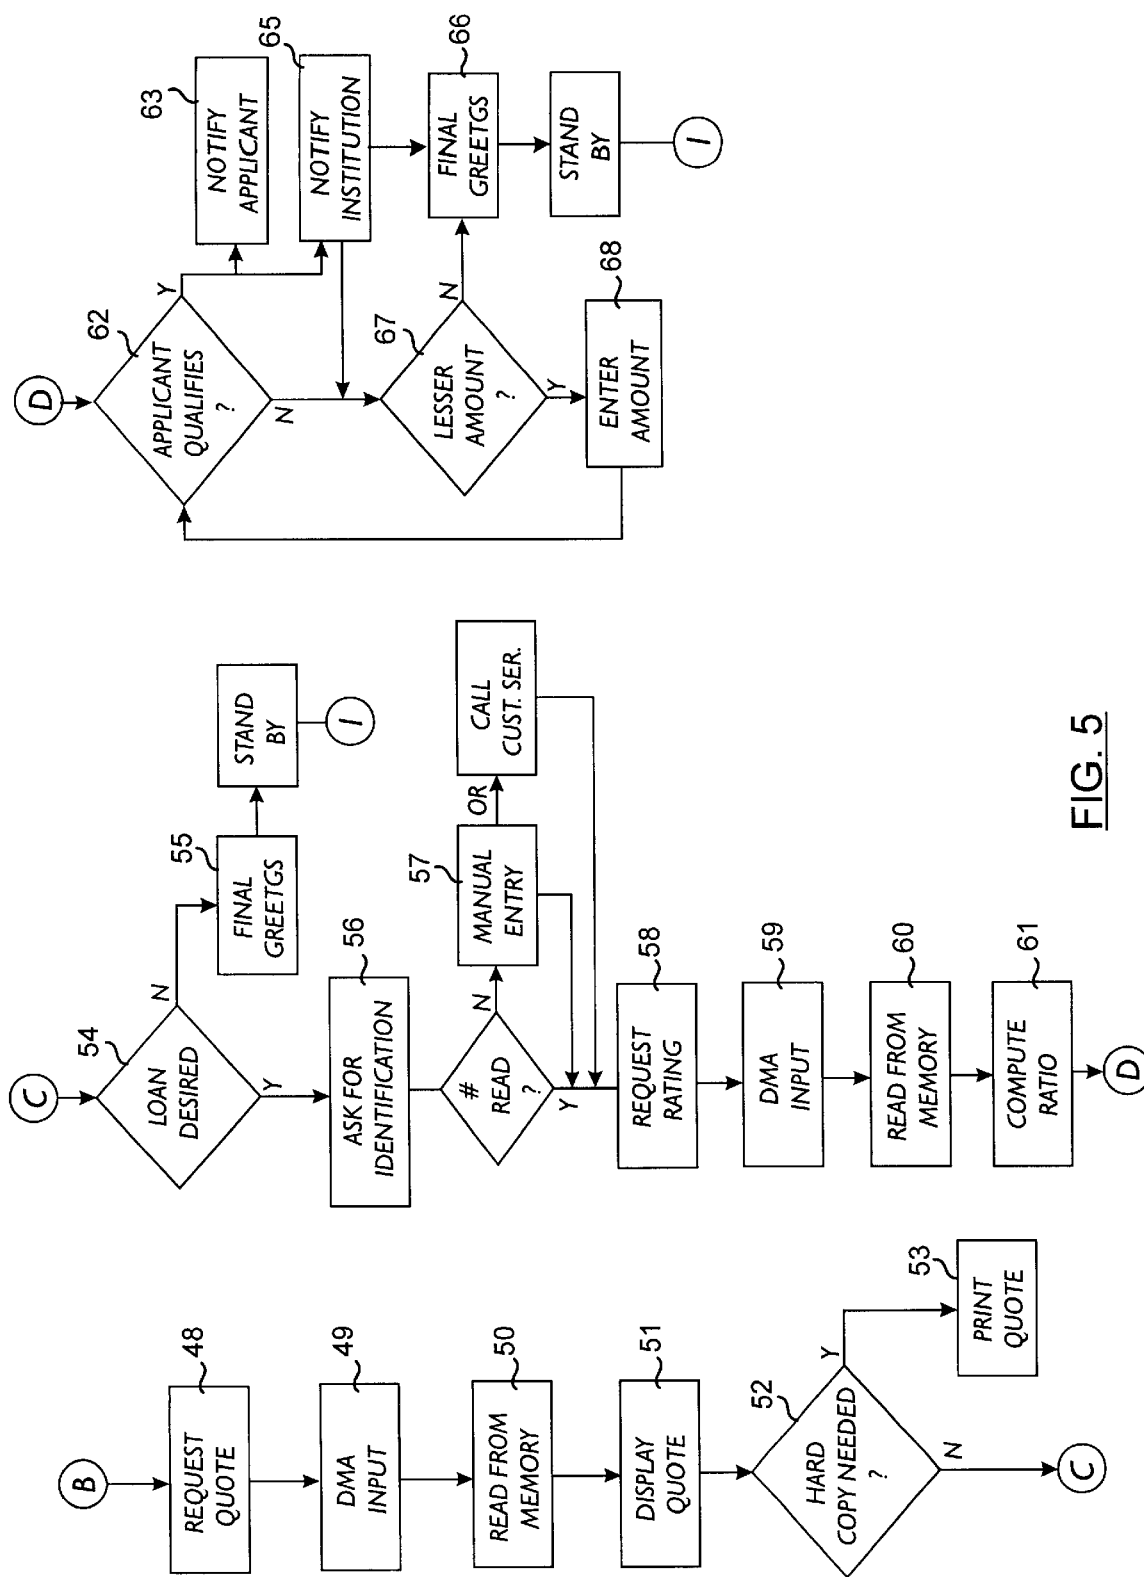 B
48
REQUEST
QUOTE
49
DMA
INPUT
50
READ FROM
MEMORY
51
DISPLAY
QUOTE
52
HARD
COPY NEEDED
?
Y
N
53
PRINT
QUOTE
C
C
54
LOAN
DESIRED
N
Y
55
FINAL
GREETGS
STAND
BY
I
56
ASK FOR
IDENTIFICATION
#
READ
?
N
Y
57
MANUAL
ENTRY
OR
CALL
CUST. SER.
58
REQUEST
RATING
59
DMA
INPUT
60
READ FROM
MEMORY
61
COMPUTE
RATIO
D
D
62
APPLICANT
QUALIFIES
?
Y
N
63
NOTIFY
APPLICANT
65
NOTIFY
INSTITUTION
67
LESSER
AMOUNT
?
N
Y
66
FINAL
GREETGS
STAND
BY
I
68
ENTER
AMOUNT
FIG. 5